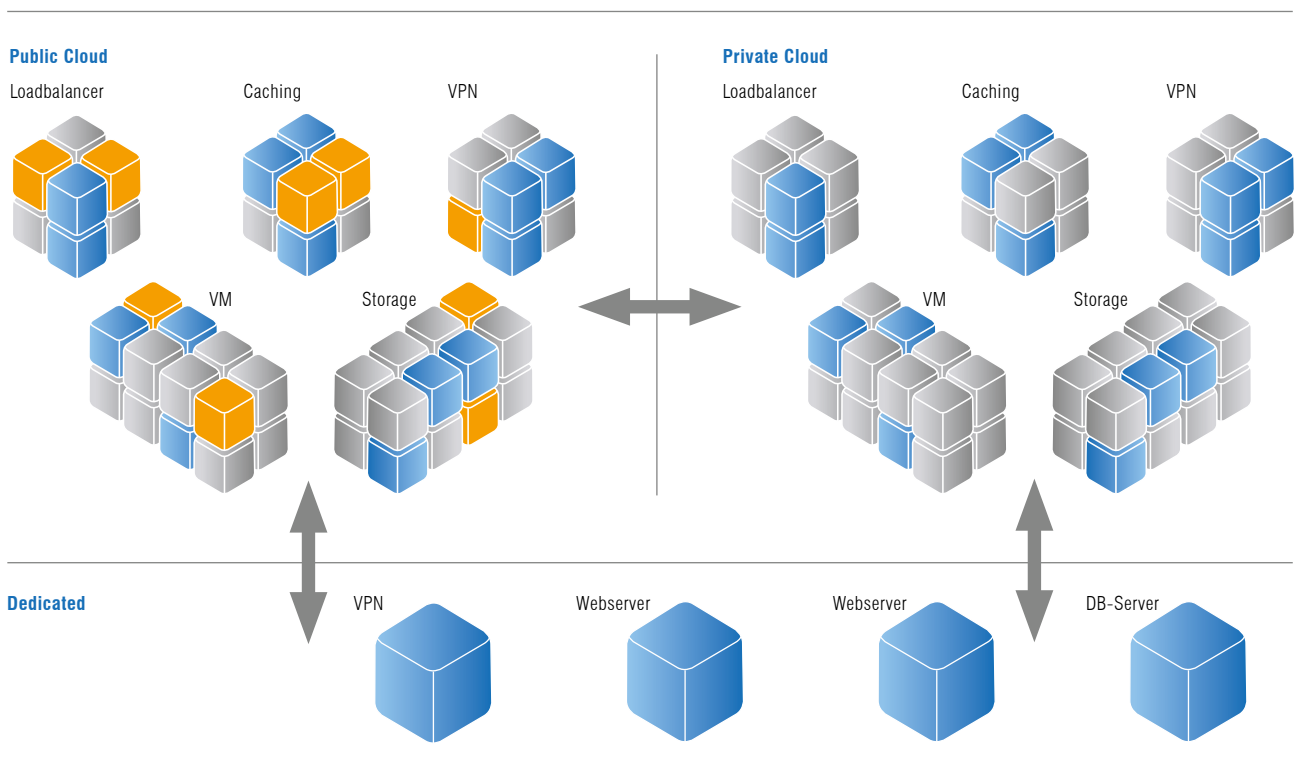 Public Cloud
Loadbalancer
Caching
VPN
VM
Storage
Private Cloud
Loadbalancer
Caching
VPN
VM
Storage
Dedicated
VPN
Webserver
Webserver
DB-Server